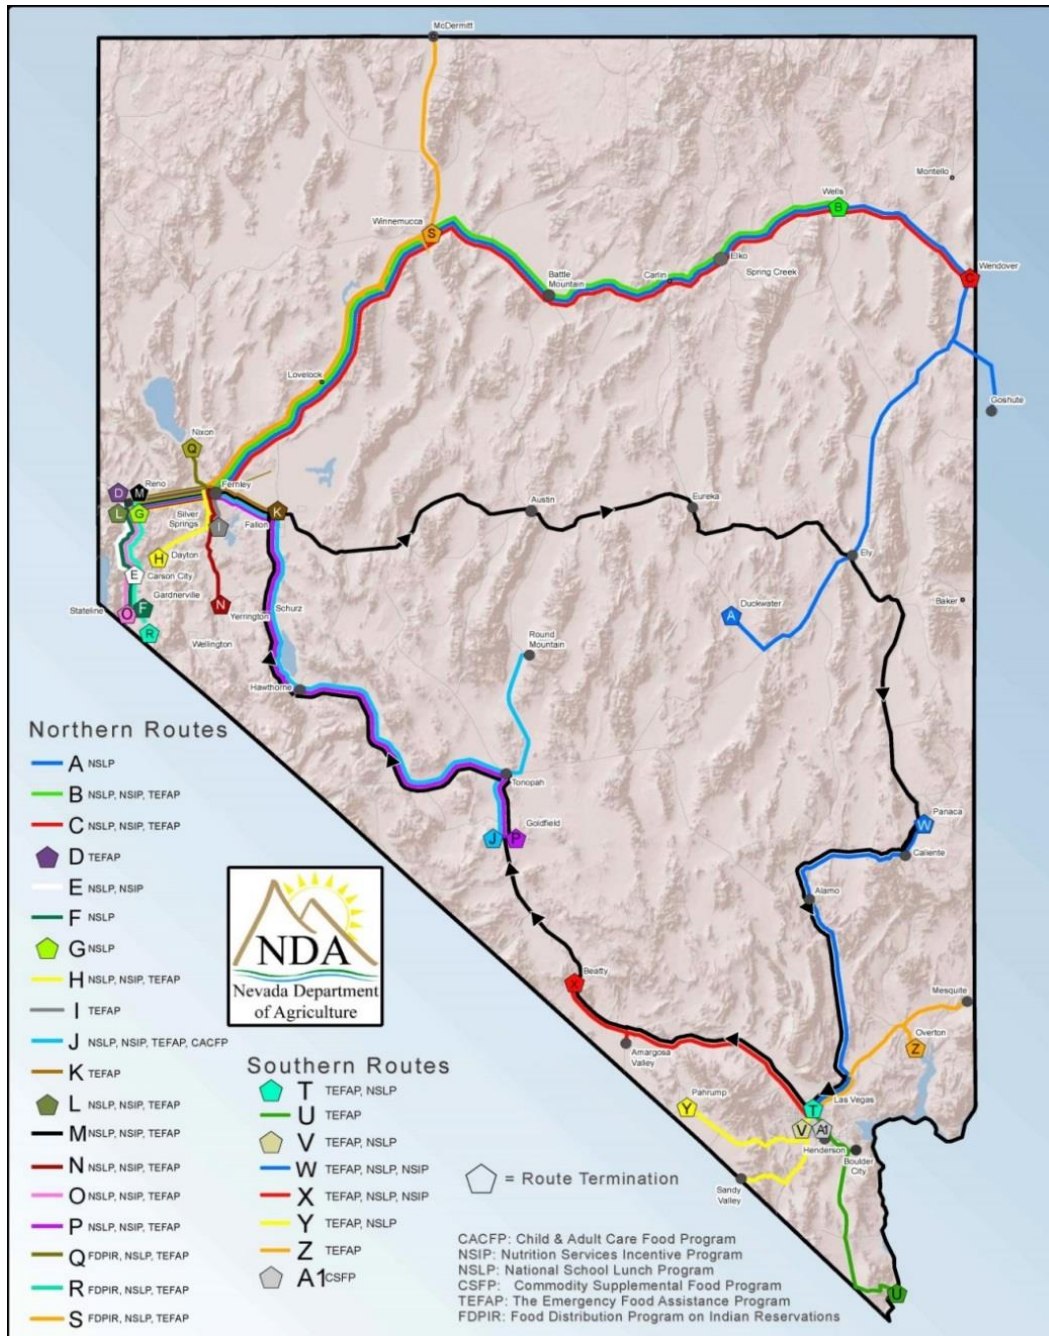 McDermitt
Montello
Wells
B
Winnemucca
S
Elko
Wendover
C
Battle
Mountain
Carlin
Spring Creek
Lovelock
Goshute
Nixon
Q
Reno
Fernley
D
M
L
G
Silver
Springs
I
Fallon
K
Austin
Eureka
H
Dayton
Ely
E
Carson City
Gardnerville
Stateline
O
F
R
N
Yerington
Schurz
Wellington
A
Duckwater
Baker
Round
Mountain
Hawthorne
Tonopah
Goldfield
J
P
Panaca
W
Caliente
Alamo
Beatty
X
Mesquite
Overton
Z
Amargosa
Valley
Pahrump
Y
Las Vegas
T
V
A1
Henderson
Boulder
City
Sandy
Valley
U
Northern Routes
A NSLP
B NSLP, NSIP, TEFAP
C NSLP, NSIP, TEFAP
D TEFAP
E NSLP, NSIP
F NSLP
G NSLP
H NSLP, NSIP, TEFAP
I TEFAP
J NSLP, NSIP, TEFAP, CACFP
K TEFAP
L NSLP, NSIP, TEFAP
M NSLP, NSIP, TEFAP
N NSLP, NSIP, TEFAP
O NSLP, NSIP, TEFAP
P NSLP, NSIP, TEFAP
Q FDPIR, NSLP, TEFAP
R FDPIR, NSLP, TEFAP
S FDPIR, NSLP, TEFAP
NDA
Nevada Department
of Agriculture
Southern Routes
T TEFAP, NSLP
U TEFAP
V TEFAP, NSLP
W TEFAP, NSLP, NSIP
X TEFAP, NSLP, NSIP
Y TEFAP, NSLP
Z TEFAP
A1 CSFP
= Route Termination
CACFP: Child & Adult Care Food Program
NSIP: Nutrition Services Incentive Program
NSLP: National School Lunch Program
CSFP: Commodity Supplemental Food Program
TEFAP: The Emergency Food Assistance Program
FDPIR: Food Distribution Program on Indian Reservations